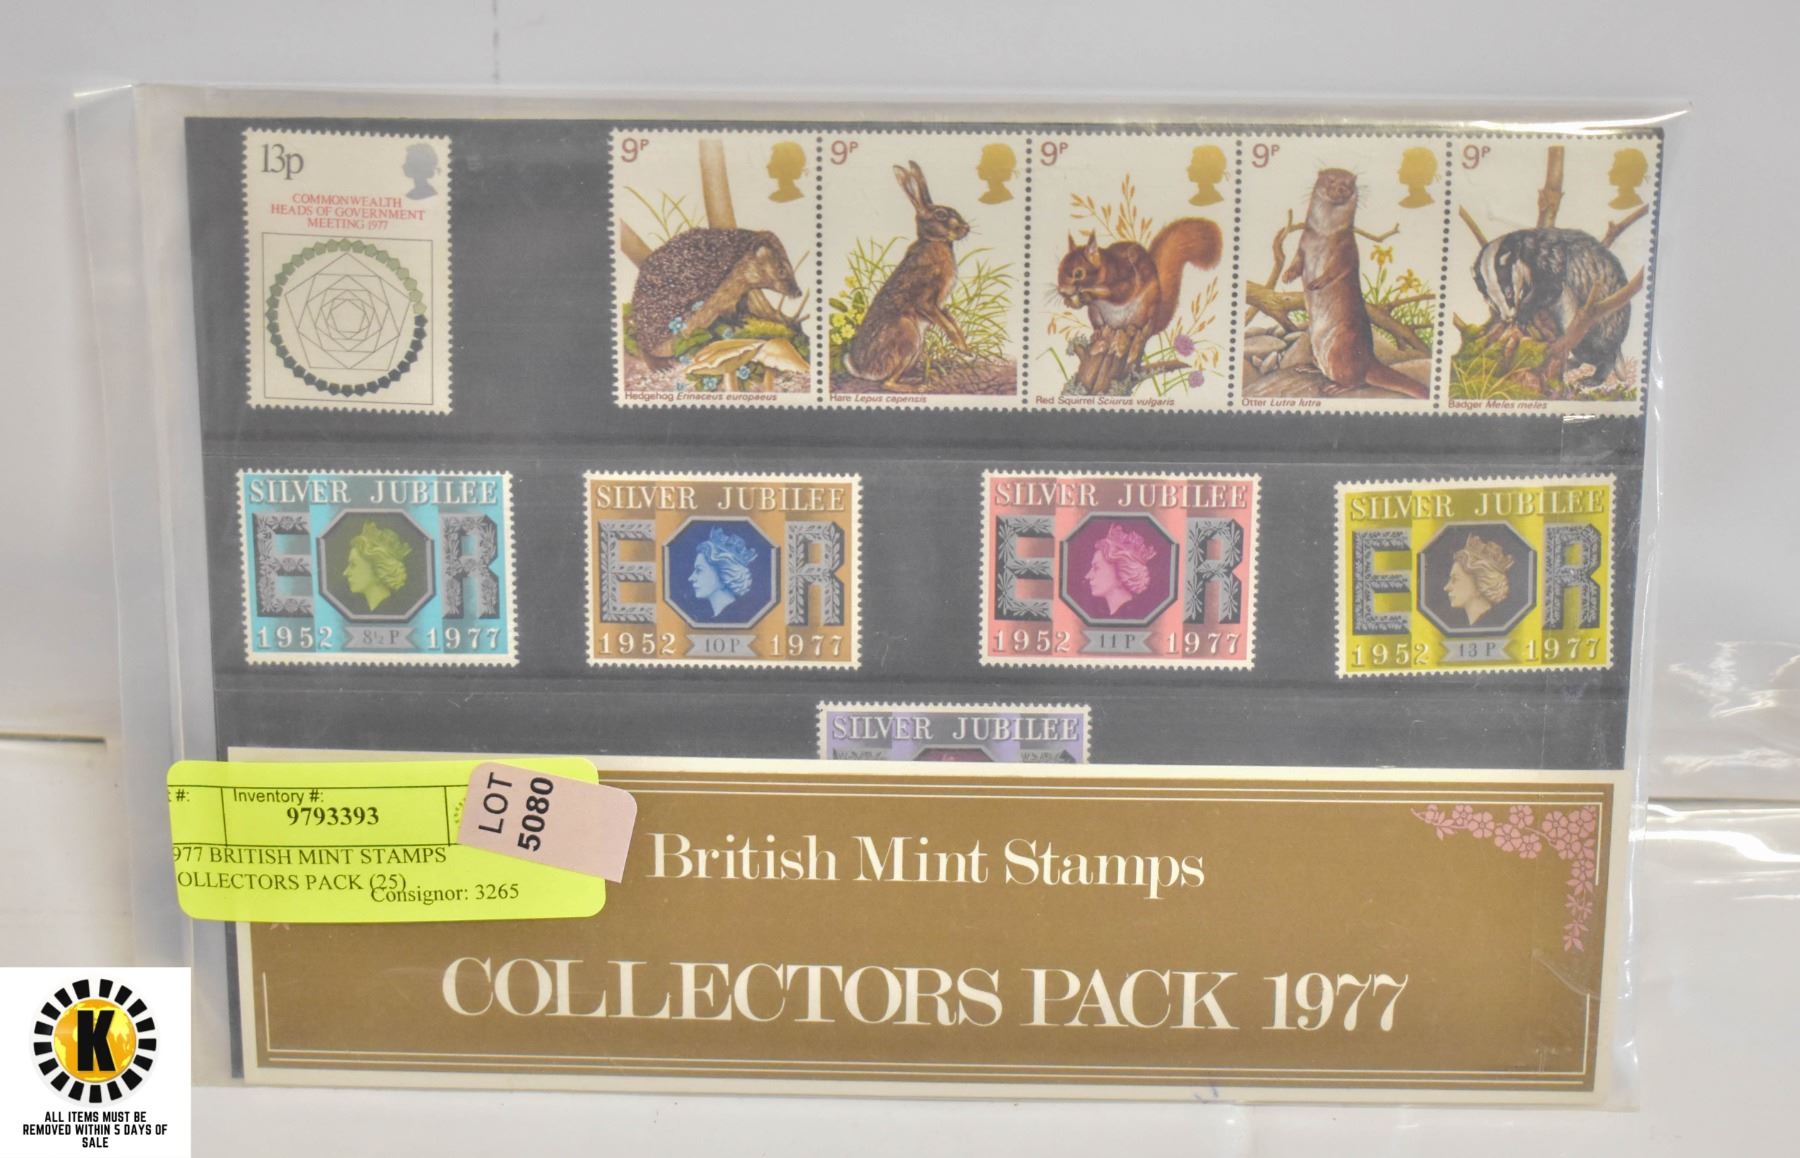 13p
COMMONWEALTH
HEADS OF GOVERNMENT
MEETING 1977
9P
Hedgehog Erinaceus europaeus
9P
Hare Lepus capensis
9P
Red Squirrel Sciurus vulgaris
9P
Otter Lutra lutra
9P
Badger Meles meles
SILVER JUBILEE
E R
1952 8½ P 1977
SILVER JUBILEE
E R
1952 10 P 1977
SILVER JUBILEE
E R
1952 11 P 1977
SILVER JUBILEE
E R
1952 13 P 1977
SILVER JUBILEE
#:
Inventory #:
9793393
977 BRITISH MINT STAMPS
OLLECTORS PACK (25)
Consignor: 3265
LOT
5080
British Mint Stamps
COLLECTORS PACK 1977
K
ALL ITEMS MUST BE
REMOVED WITHIN 5 DAYS OF
SALE